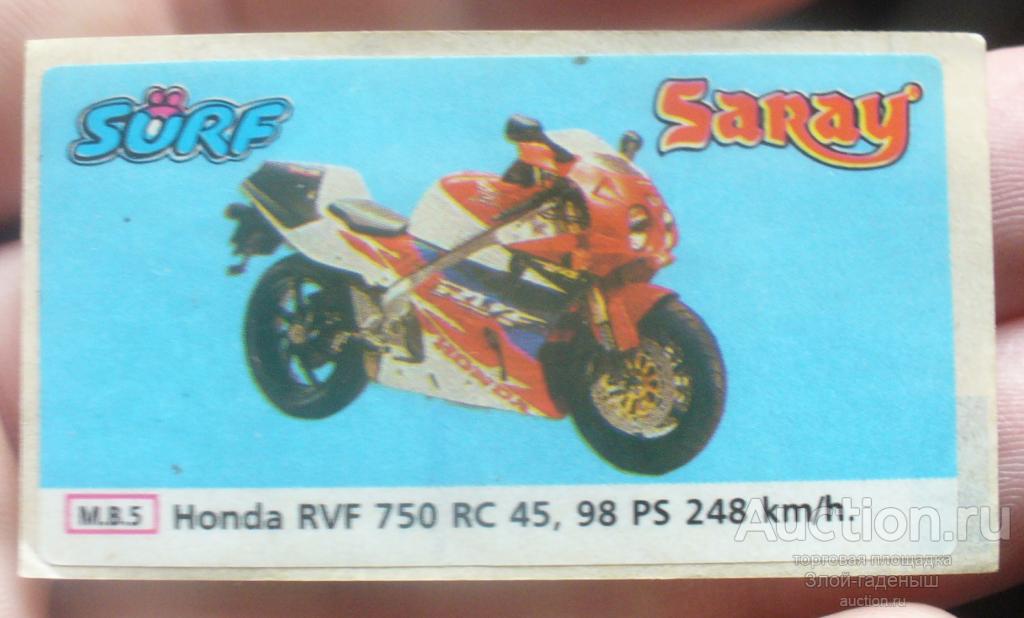 SURF
Saray
RVF
HONDA
M.B.5 Honda RVF 750 RC 45, 98 PS 248 km/h.
Auction.ru
торговая площадка
Злой-гаденыш
auction.ru